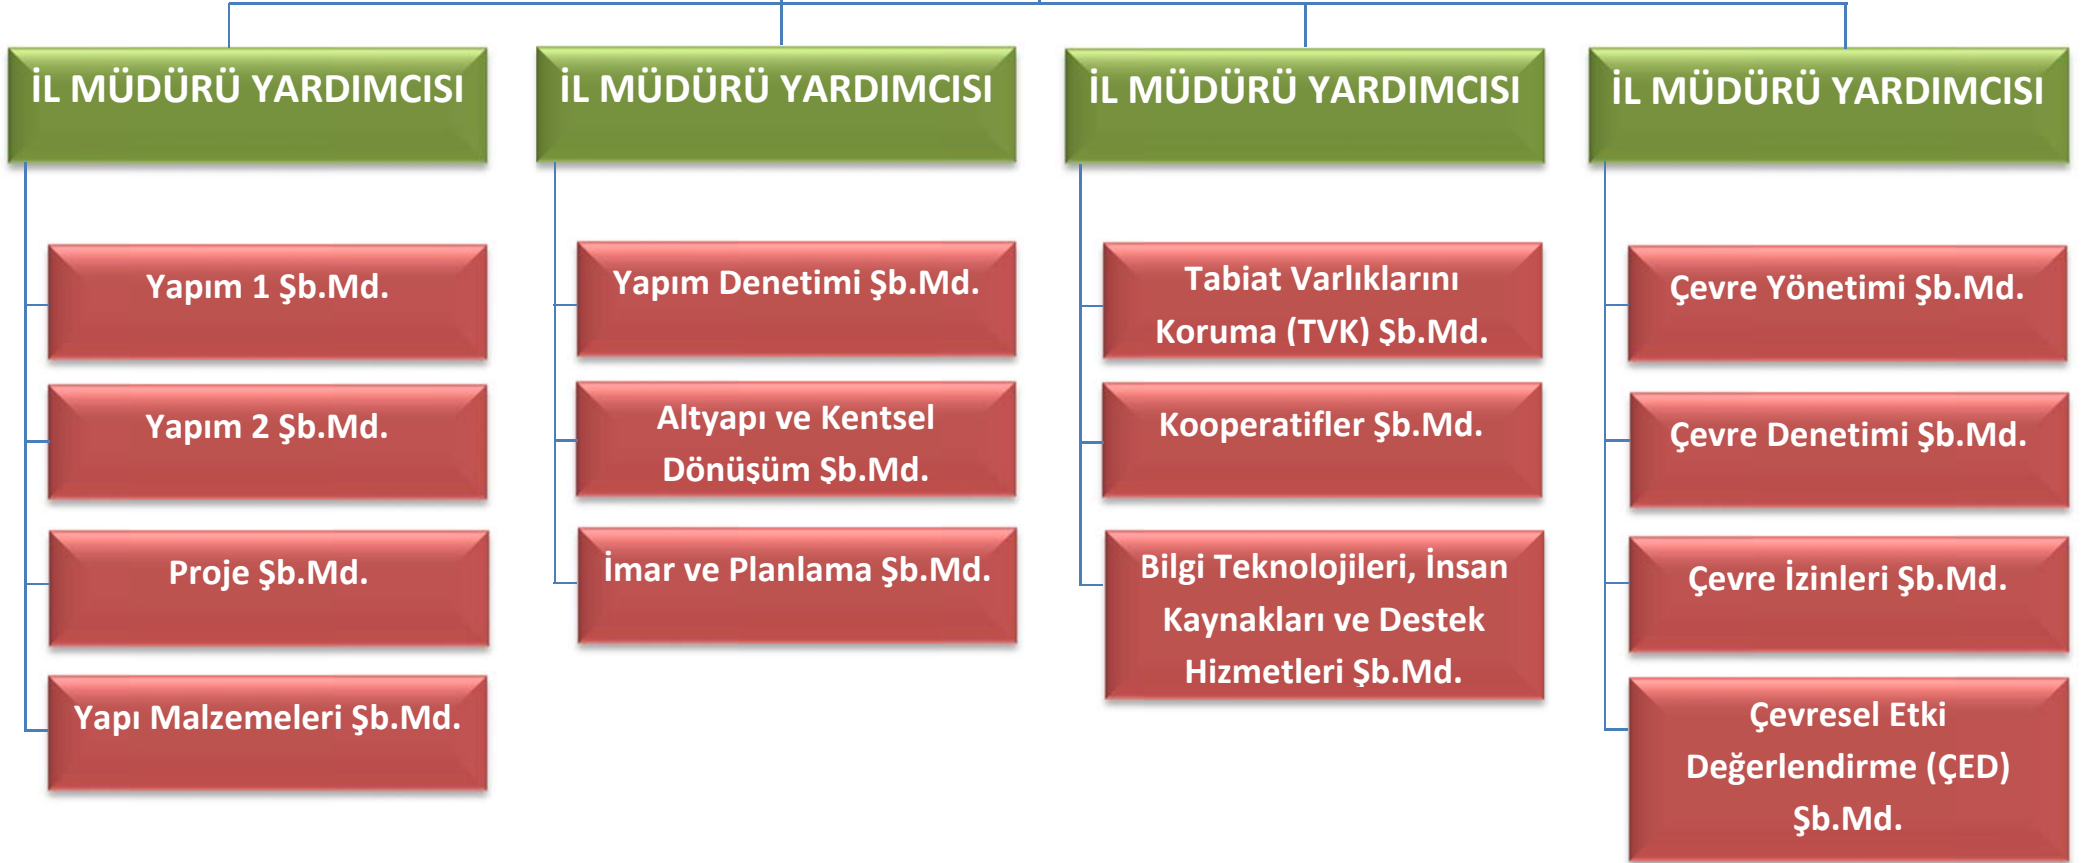 İL MÜDÜRÜ YARDIMCISI
Yapım 1 Şb.Md.
Yapım 2 Şb.Md.
Proje Şb.Md.
Yapı Malzemeleri Şb.Md.
İL MÜDÜRÜ YARDIMCISI
Yapım Denetimi Şb.Md.
Altyapı ve Kentsel
Dönüşüm Şb.Md.
İmar ve Planlama Şb.Md.
İL MÜDÜRÜ YARDIMCISI
Tabiat Varlıklarını
Koruma (TVK) Şb.Md.
Kooperatifler Şb.Md.
Bilgi Teknolojileri, İnsan
Kaynakları ve Destek
Hizmetleri Şb.Md.
İL MÜDÜRÜ YARDIMCISI
Çevre Yönetimi Şb.Md.
Çevre Denetimi Şb.Md.
Çevre İzinleri Şb.Md.
Çevresel Etki
Değerlendirme (ÇED)
Şb.Md.